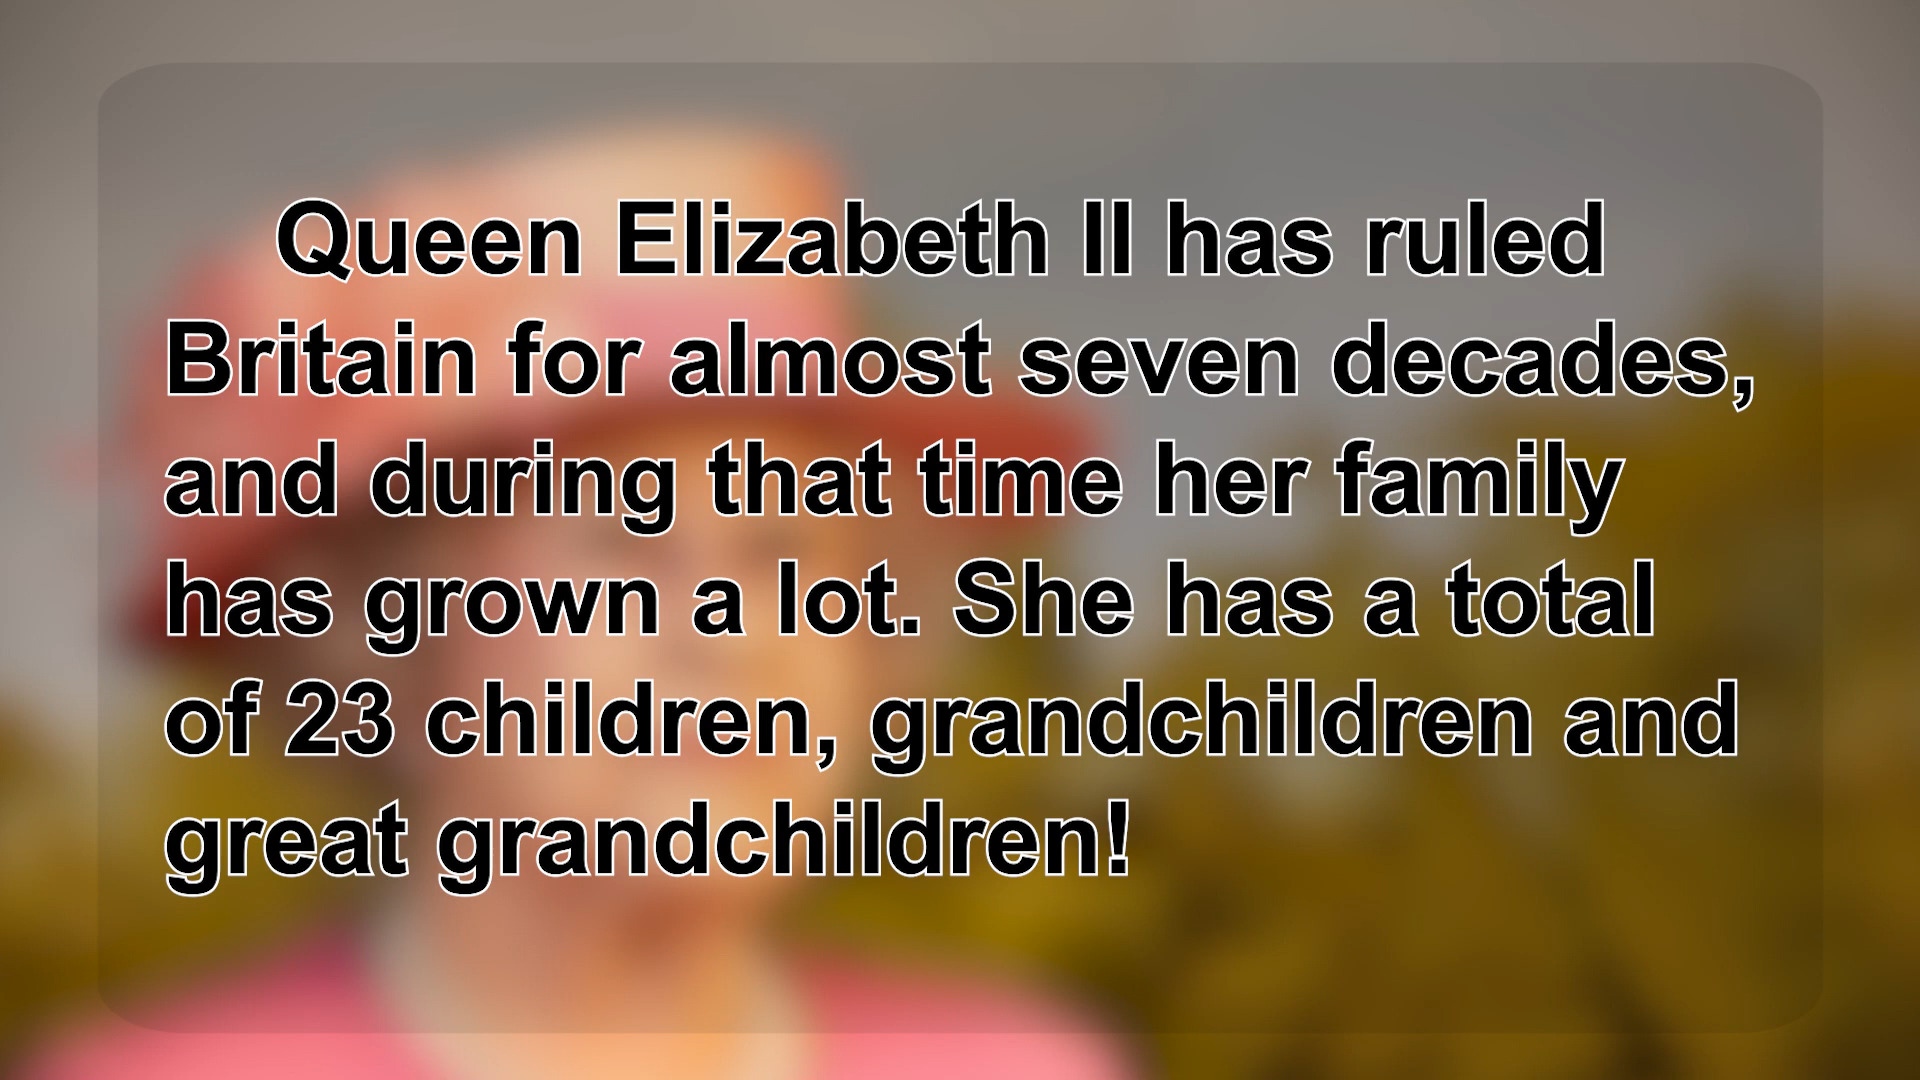 Queen Elizabeth II has ruled
Britain for almost seven decades,
and during that time her family
has grown a lot. She has a total
of 23 children, grandchildren and
great grandchildren!